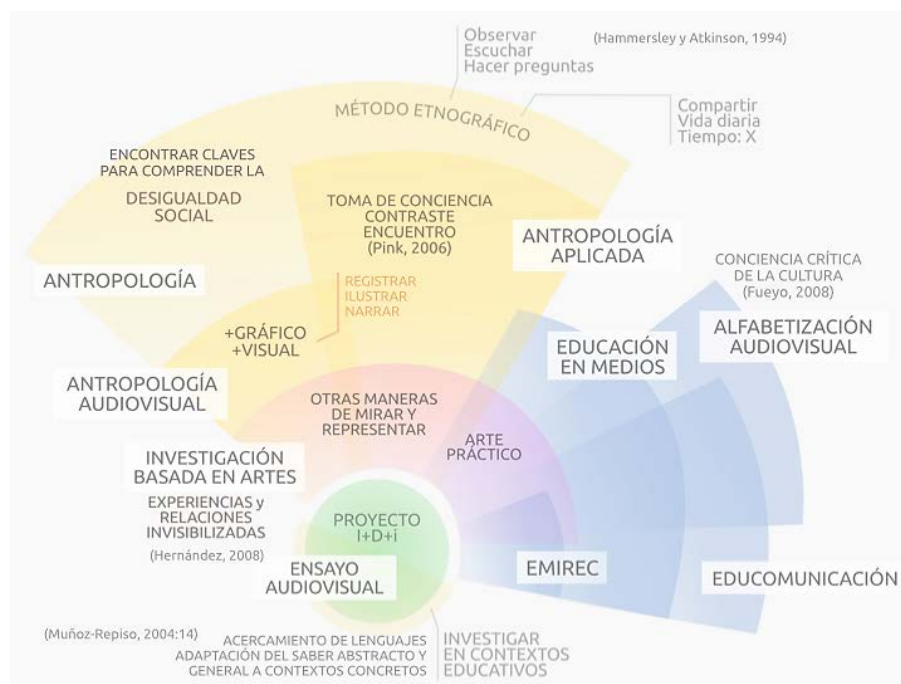 Observar
Escuchar
Hacer preguntas
(Hammersley y Atkinson, 1994)
MÉTODO ETNOGRÁFICO
Compartir
Vida diaria
Tiempo: X
ENCONTRAR CLAVES
PARA COMPRENDER LA
DESIGUALDAD
SOCIAL
TOMA DE CONCIENCIA
CONTRASTE
ENCUENTRO
(Pink, 2006)
ANTROPOLOGÍA
APLICADA
ANTROPOLOGÍA
REGISTRAR
ILUSTRAR
NARRAR
CONCIENCIA CRÍTICA
DE LA CULTURA
(Fueyo, 2008)
ALFABETIZACIÓN
AUDIOVISUAL
+GRÁFICO
+VISUAL
EDUCACIÓN
EN MEDIOS
ANTROPOLOGÍA
AUDIOVISUAL
OTRAS MANERAS
DE MIRAR Y
REPRESENTAR
ARTE
PRÁCTICO
INVESTIGACIÓN
BASADA EN ARTES
EXPERIENCIAS y
RELACIONES
INVISIBILIZADAS
(Hernández, 2008)
PROYECTO
I+D+i
ENSAYO
AUDIOVISUAL
EMIREC
EDUCOMUNICACIÓN
(Muñoz-Repiso, 2004:14)
ACERCAMIENTO DE LENGUAJES
ADAPTACIÓN DEL SABER ABSTRACTO Y
GENERAL A CONTEXTOS CONCRETOS
INVESTIGAR
EN CONTEXTOS
EDUCATIVOS